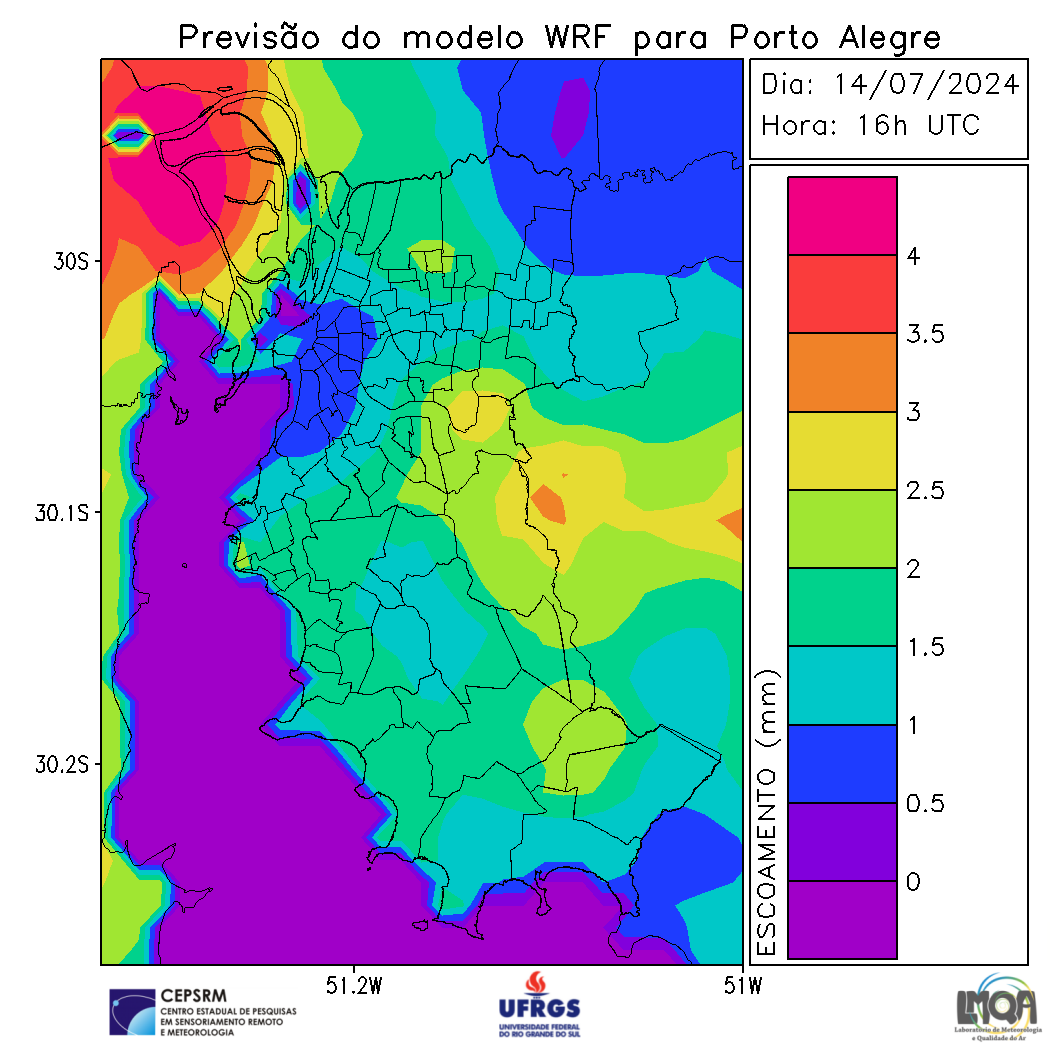 Previsão do modelo WRF para Porto Alegre
Dia: 14/07/2024
Hora: 16h UTC
30S
30.1S
30.2S
51.2W
51W
4
3.5
3
2.5
2
1.5
1
0.5
0
ESCOAMENTO (mm)
CEPSRM
CENTRO ESTADUAL DE PESQUISAS
EM SENSORIAMENTO REMOTO
E METEOROLOGIA
UFRGS
UNIVERSIDADE FEDERAL
DO RIO GRANDE DO SUL
LMQA
Laboratório de Meteorologia
e Qualidade do Ar